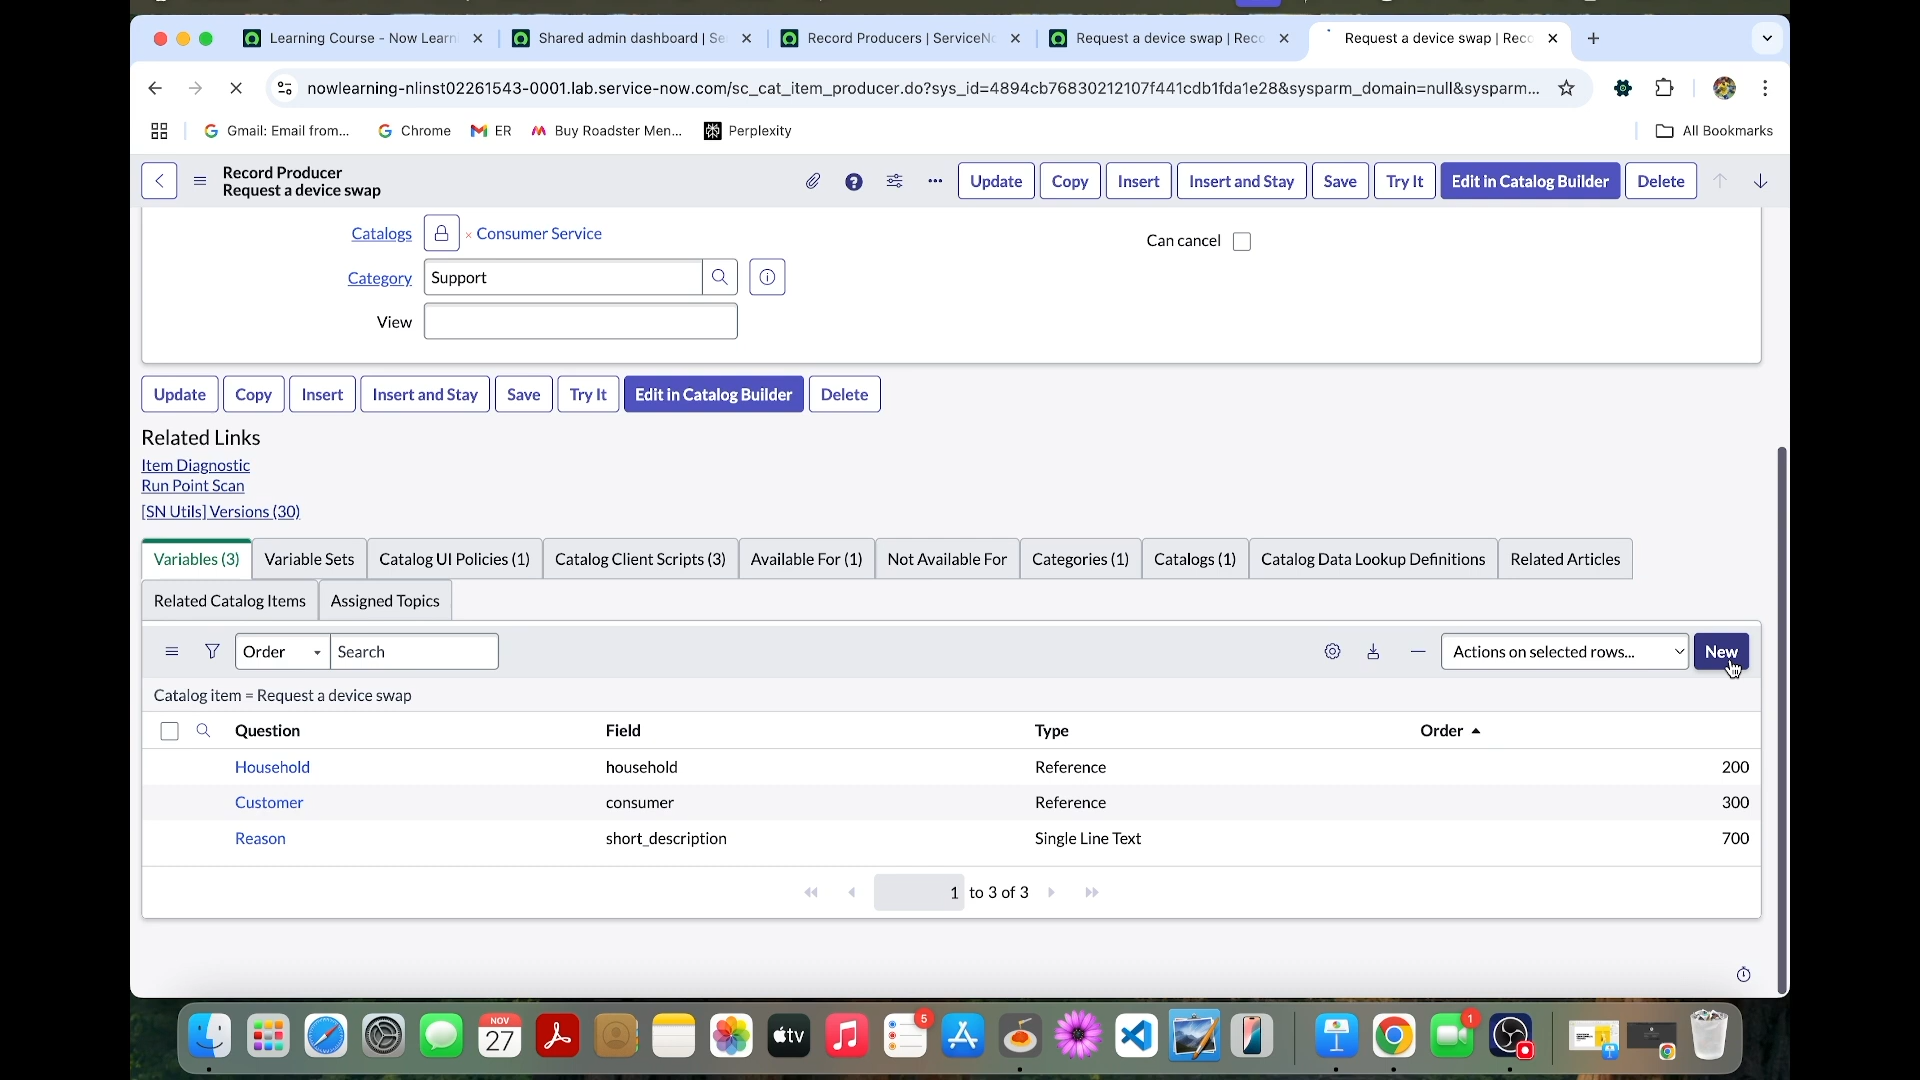 Learning Course - Now Learn
Shared admin dashboard | Se
Record Producers | ServiceNo
Request a device swap | Reco
Request a device swap | Reco
nowlearning-nlinst02261543-0001.lab.service-now.com/sc_cat_item_producer.do?sys_id=4894cb76830212107f441cdb1fda1e28&sysparm_domain=null&sysparm...
Gmail: Email from...
Chrome
ER
Buy Roadster Men...
Perplexity
All Bookmarks
Record Producer
Request a device swap
Update
Copy
Insert
Insert and Stay
Save
Try It
Edit in Catalog Builder
Delete
Catalogs
× Consumer Service
Can cancel
Category
Support
View
Update
Copy
Insert
Insert and Stay
Save
Try It
Edit in Catalog Builder
Delete
Related Links
Item Diagnostic
Run Point Scan
[SN Utils] Versions (30)
Variables (3)
Variable Sets
Catalog UI Policies (1)
Catalog Client Scripts (3)
Available For (1)
Not Available For
Categories (1)
Catalogs (1)
Catalog Data Lookup Definitions
Related Articles
Related Catalog Items
Assigned Topics
Order
Search
Actions on selected rows...
New
Catalog item = Request a device swap
Question Field Type Order
Household household Reference 200
Customer consumer Reference 300
Reason short_description Single Line Text 700
1 to 3 of 3
NOV
27
tv
5
1